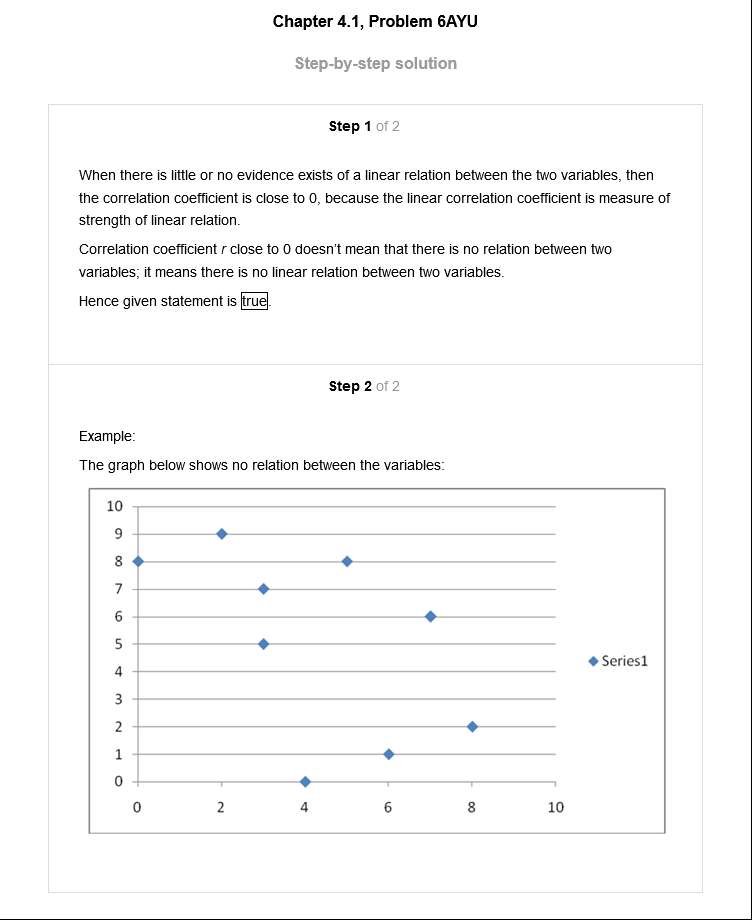 Chapter 4.1, Problem 6AYU
Step-by-step solution
Step 1 of 2
When there is little or no evidence exists of a linear relation between the two variables, then
the correlation coefficient is close to 0, because the linear correlation coefficient is measure of
strength of linear relation.
Correlation coefficient r close to 0 doesn't mean that there is no relation between two
variables; it means there is no linear relation between two variables.
Hence given statement is true.
Step 2 of 2
Example:
The graph below shows no relation between the variables:
10
9
8
7
6
5
4
3
2
1
0
Series1
0 2 4 6 8 10